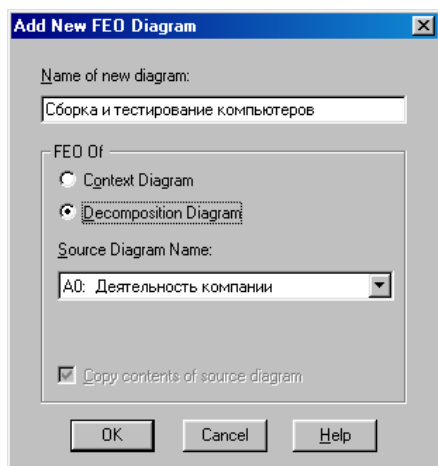 Add New FEO Diagram
Name of new diagram:
Сборка и тестирование компьютеров
FEO Of
Context Diagram
Decomposition Diagram
Source Diagram Name:
A0: Деятельность компании
Copy contents of source diagram
OK Cancel Help